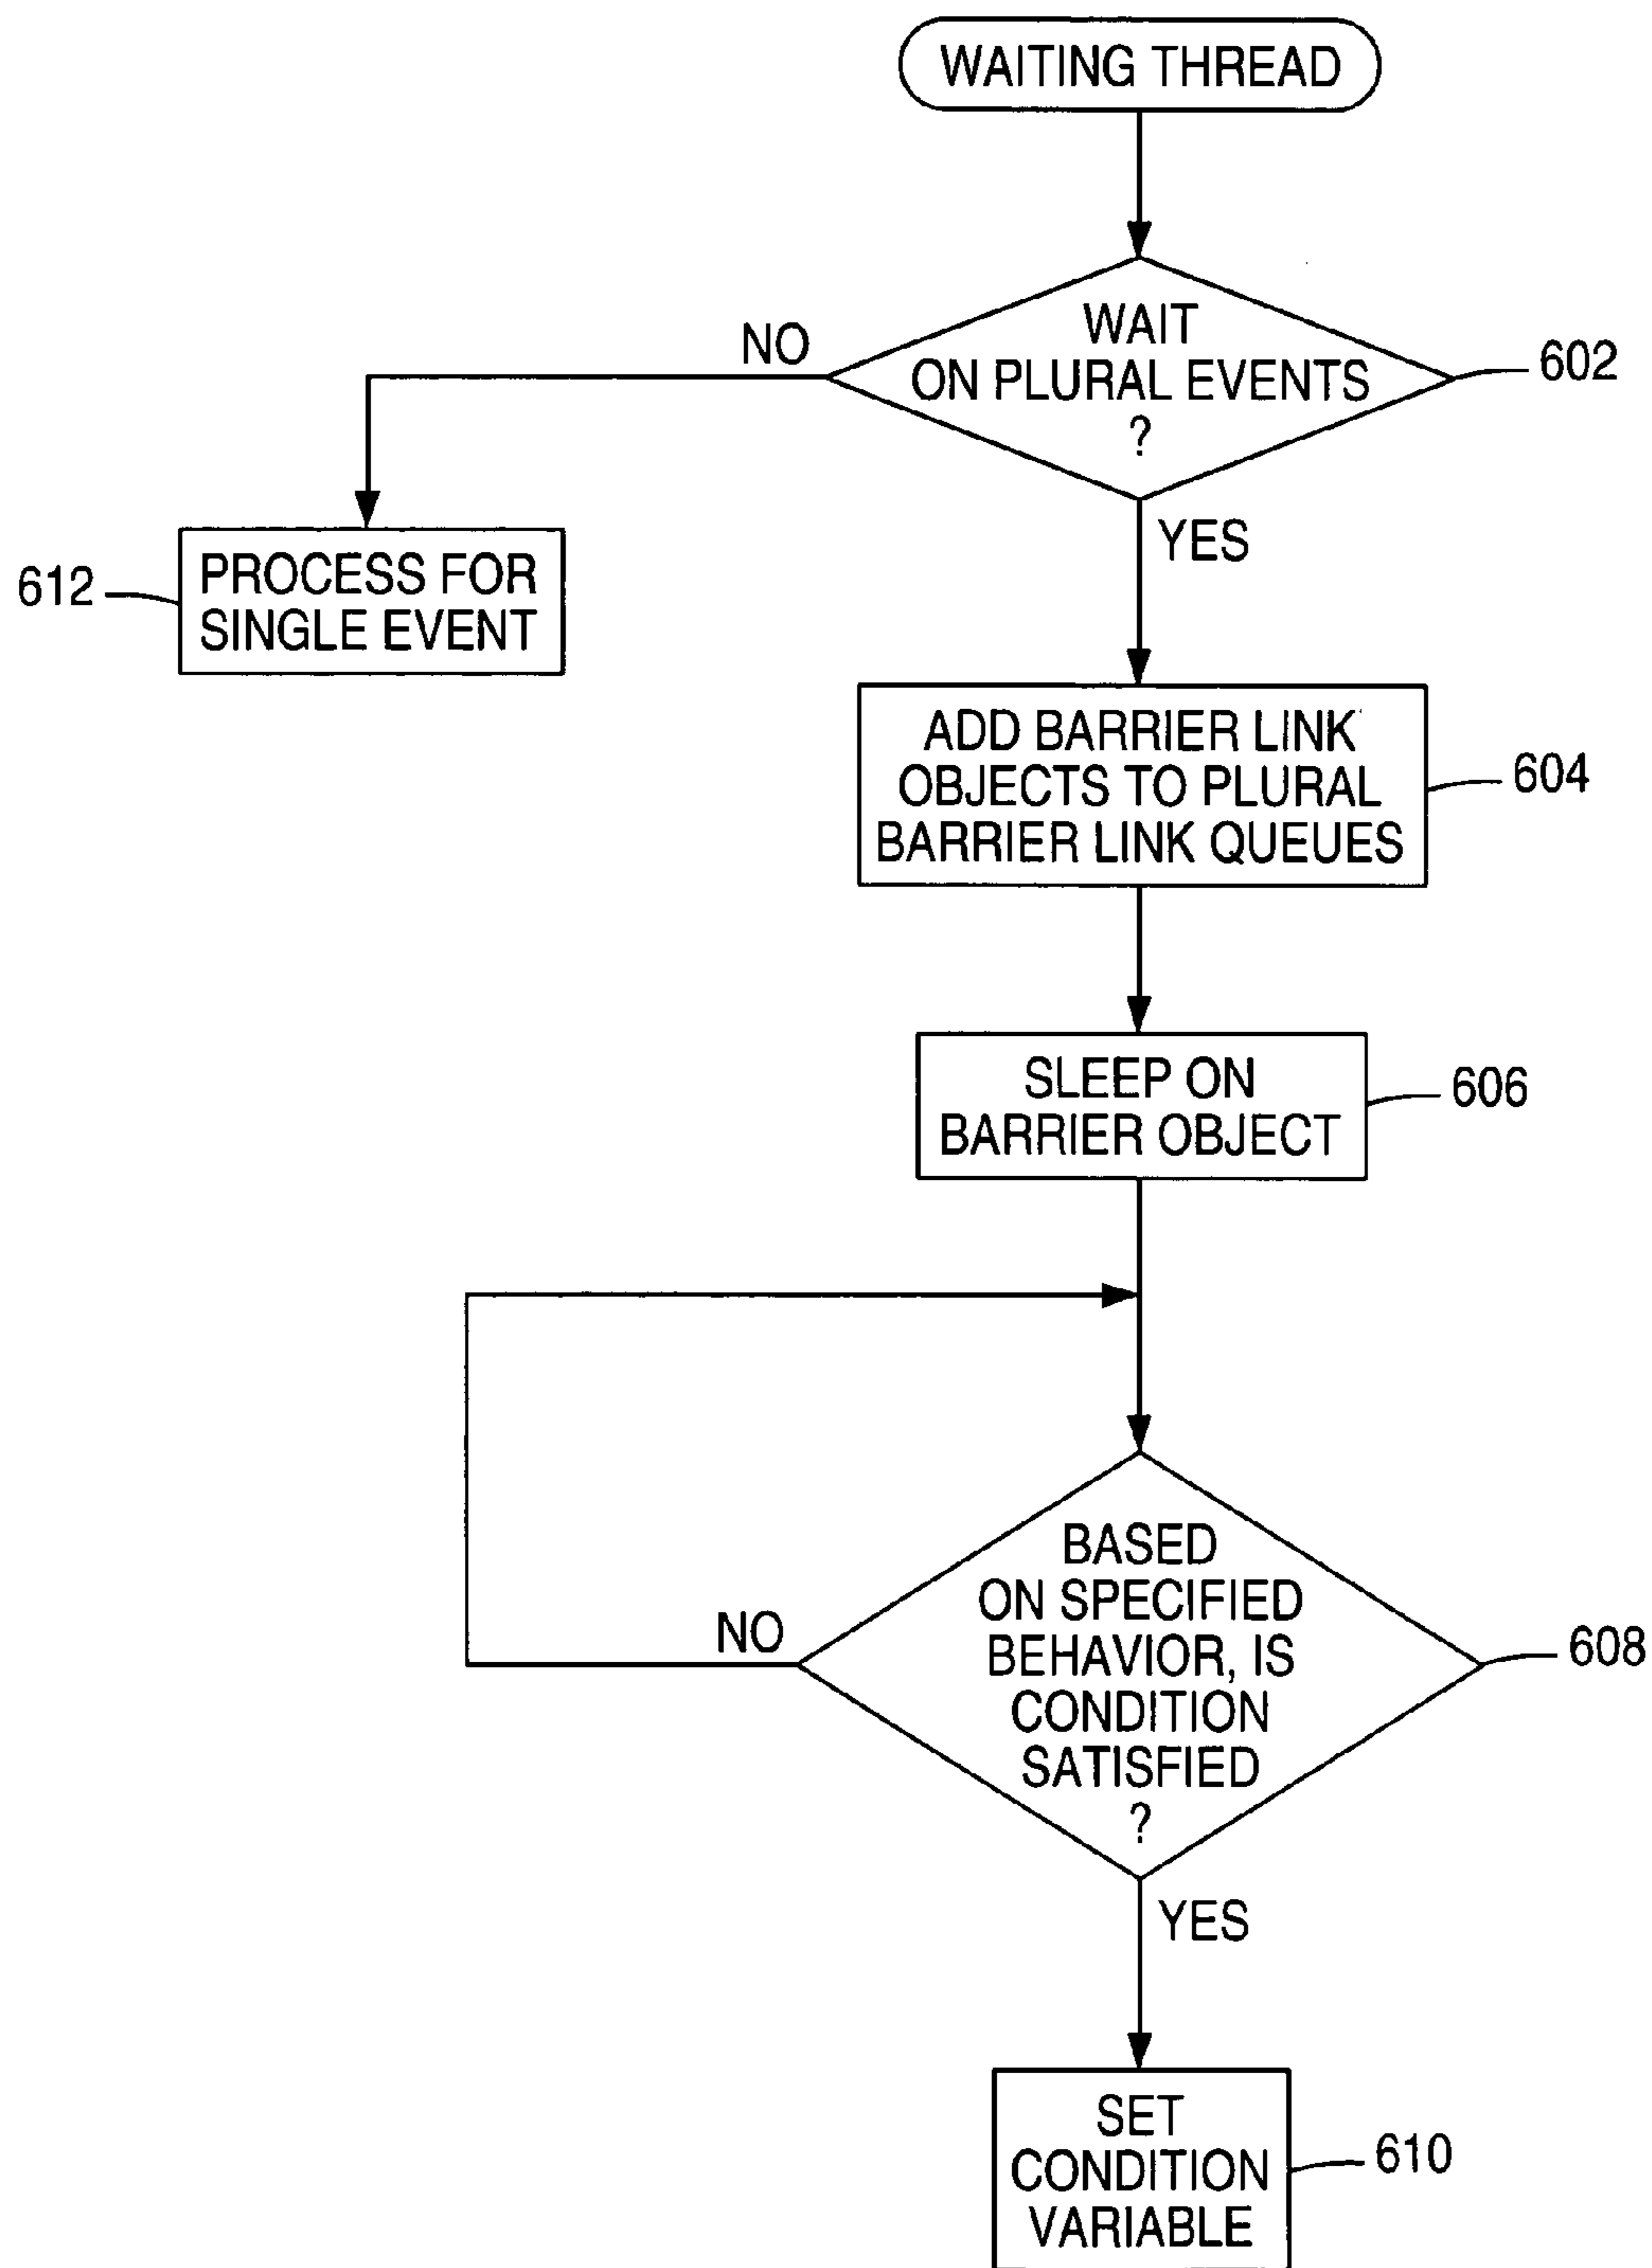 WAITING THREAD
WAIT
ON PLURAL EVENTS
?
602
NO
YES
612
PROCESS FOR
SINGLE EVENT
ADD BARRIER LINK
OBJECTS TO PLURAL
BARRIER LINK QUEUES
604
SLEEP ON
BARRIER OBJECT
606
BASED
ON SPECIFIED
BEHAVIOR, IS
CONDITION
SATISFIED
?
608
NO
YES
SET
CONDITION
VARIABLE
610